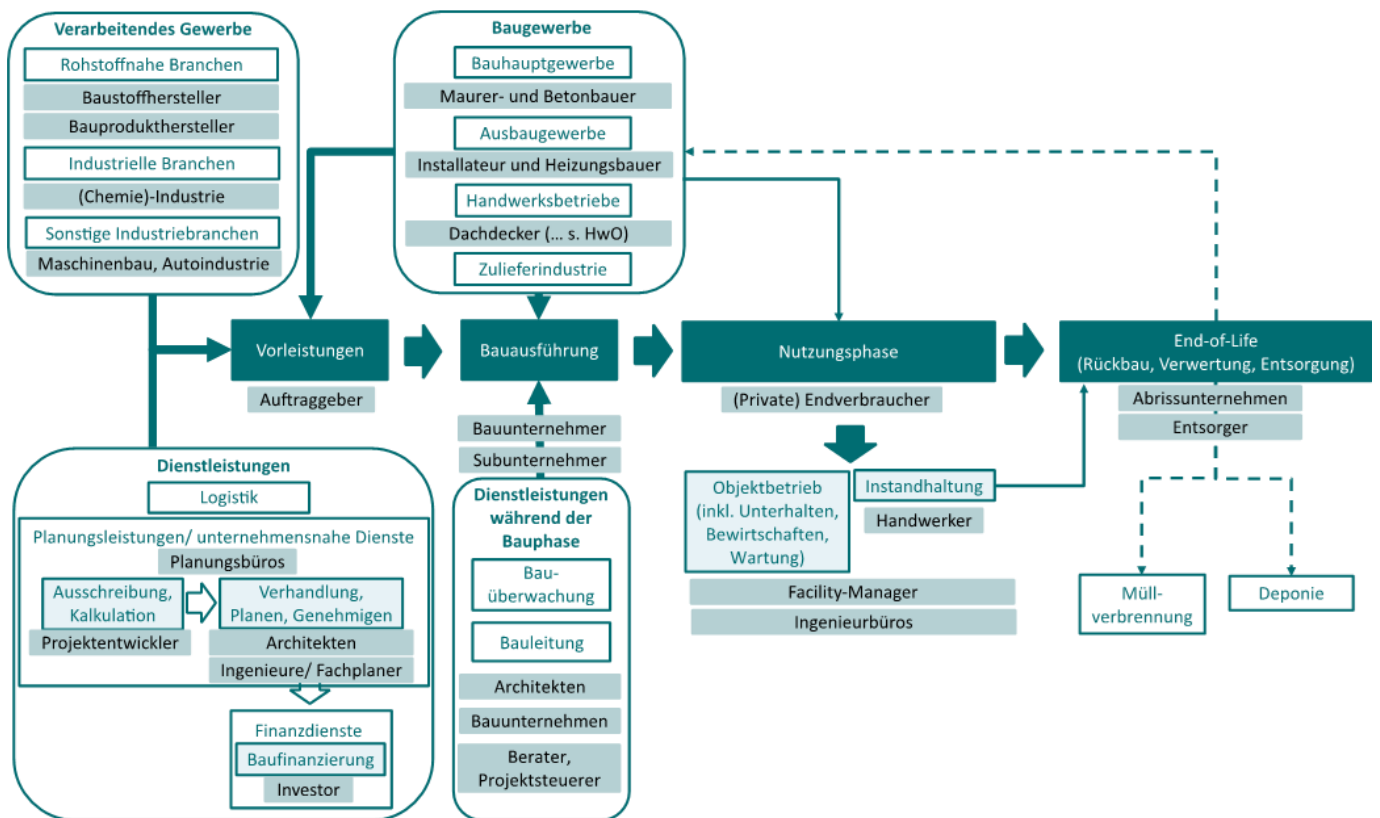 Verarbeitendes Gewerbe
Rohstoffnahe Branchen
Baustoffhersteller
Bauprodukthersteller
Industrielle Branchen
(Chemie)-Industrie
Sonstige Industriebranchen
Maschinenbau, Autoindustrie
Baugewerbe
Bauhauptgewerbe
Maurer- und Betonbauer
Ausbaugewerbe
Installateur und Heizungsbauer
Handwerksbetriebe
Dachdecker (... s. HwO)
Zulieferindustrie
Vorleistungen
Auftraggeber
Bauausführung
Bauunternehmer
Subunternehmer
Nutzungsphase
(Private) Endverbraucher
End-of-Life
(Rückbau, Verwertung, Entsorgung)
Abrissunternehmen
Entsorger
Dienstleistungen
Logistik
Planungsleistungen/ unternehmensnahe Dienste
Planungsbüros
Ausschreibung,
Kalkulation
Projektentwickler
Verhandlung,
Planen, Genehmigen
Architekten
Ingenieure/ Fachplaner
Finanzdienste
Baufinanzierung
Investor
Dienstleistungen
während der
Bauphase
Bau-
überwachung
Bauleitung
Architekten
Bauunternehmen
Berater,
Projektsteuerer
Objektbetrieb
(inkl. Unterhalten,
Bewirtschaften,
Wartung)
Instandhaltung
Handwerker
Facility-Manager
Ingenieurbüros
Müll-
verbrennung
Deponie